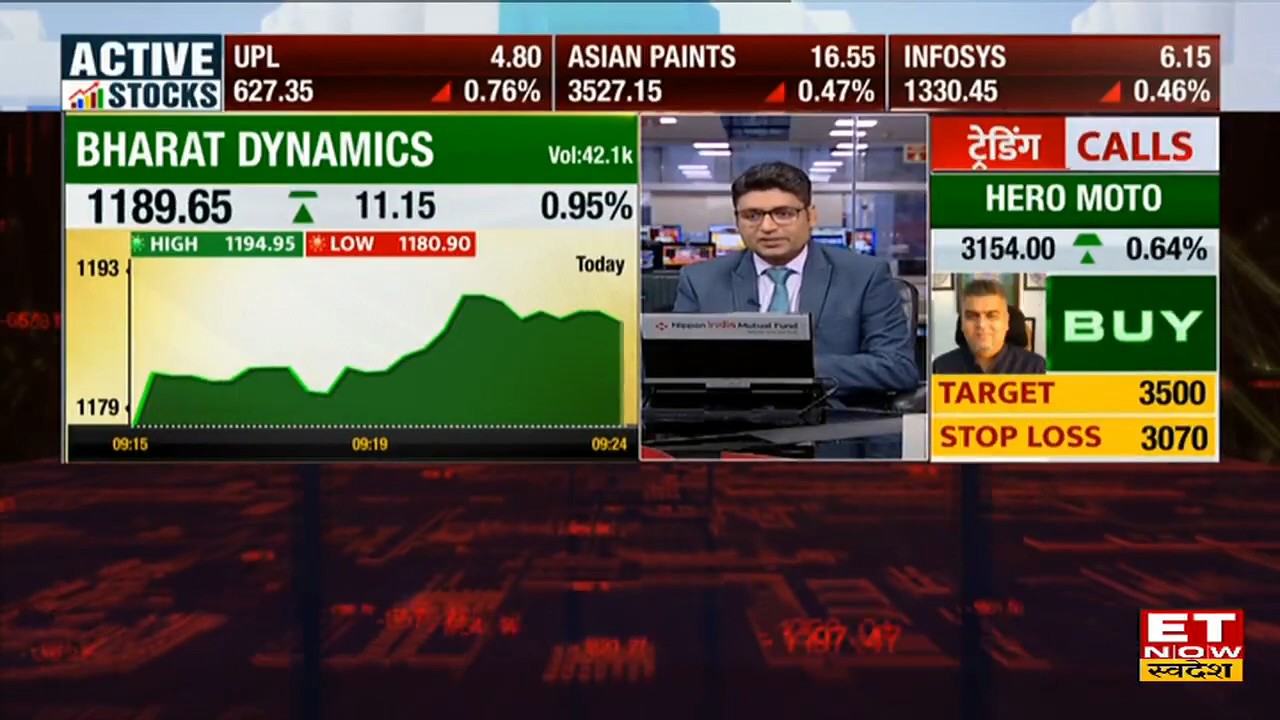 ACTIVE STOCKS
UPL 4.80
627.35 0.76%
ASIAN PAINTS 16.55
3527.15 0.47%
INFOSYS 6.15
1330.45 0.46%
BHARAT DYNAMICS Vol:42.1k
1189.65 11.15 0.95%
HIGH 1194.95 LOW 1180.90
Today
1193
1179
09:15 09:19 09:24
Nippon India Mutual Fund
ट्रेडिंग CALLS
HERO MOTO
3154.00 0.64%
BUY
TARGET 3500
STOP LOSS 3070
ET
NOW
स्वदेश